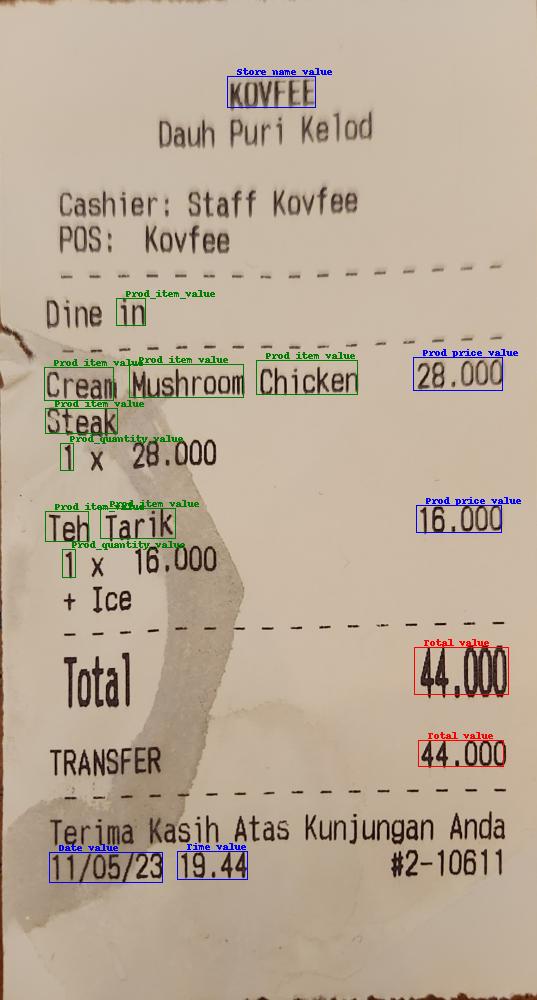 Store name value
KOVFEE
Dauh Puri Kelod
Cashier: Staff Kovfee
POS: Kovfee
Prod item value
Dine in
Prod item value Prod item value Prod item value Prod price value
Cream Mushroom Chicken 28.000
Prod item value
Steak
Prod quantity value
1 x 28.000
Prod item value Prod item value Prod price value
Teh Tarik 16.000
Prod quantity value
1 x 16.000
+ Ice
Total value
Total 44.000
Total value
TRANSFER 44.000
Terima Kasih Atas Kunjungan Anda
Date value Time value
11/05/23 19.44 #2-10611